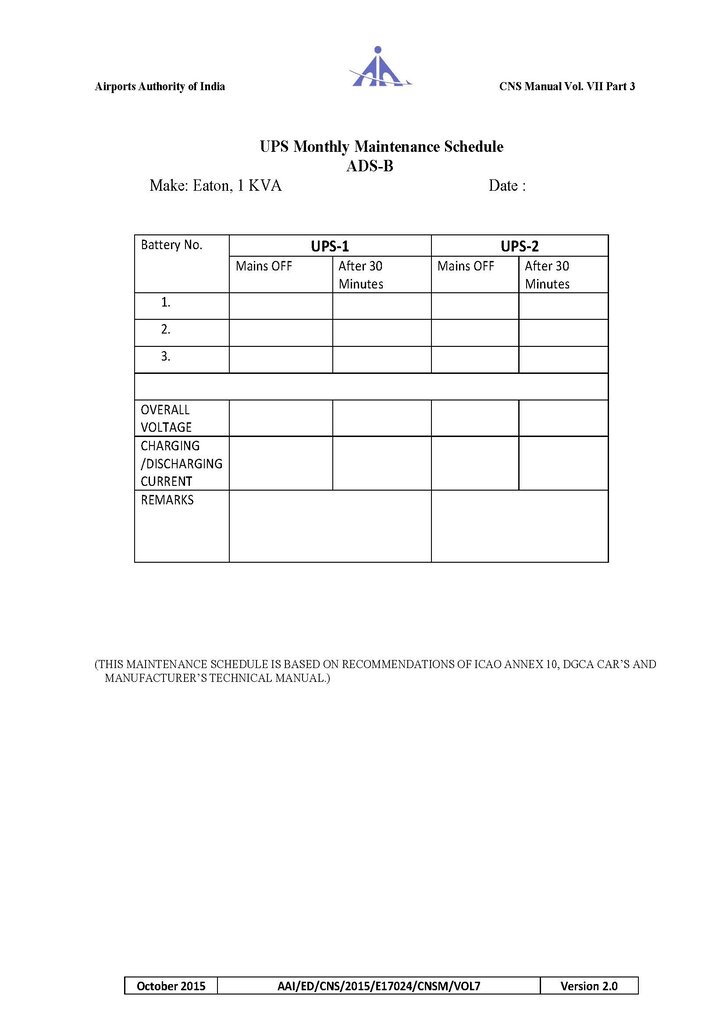 Airports Authority of India CNS Manual Vol. VII Part 3
UPS Monthly Maintenance Schedule
ADS-B
Make: Eaton, 1 KVA Date :
Battery No. UPS-1 UPS-2
Mains OFF After 30 Mains OFF After 30
Minutes Minutes
1.
2.
3.
OVERALL
VOLTAGE
CHARGING
/DISCHARGING
CURRENT
REMARKS
(THIS MAINTENANCE SCHEDULE IS BASED ON RECOMMENDATIONS OF ICAO ANNEX 10, DGCA CAR’S AND
MANUFACTURER’S TECHNICAL MANUAL.)
October 2015 AAI/ED/CNS/2015/E17024/CNSM/VOL7 Version 2.0